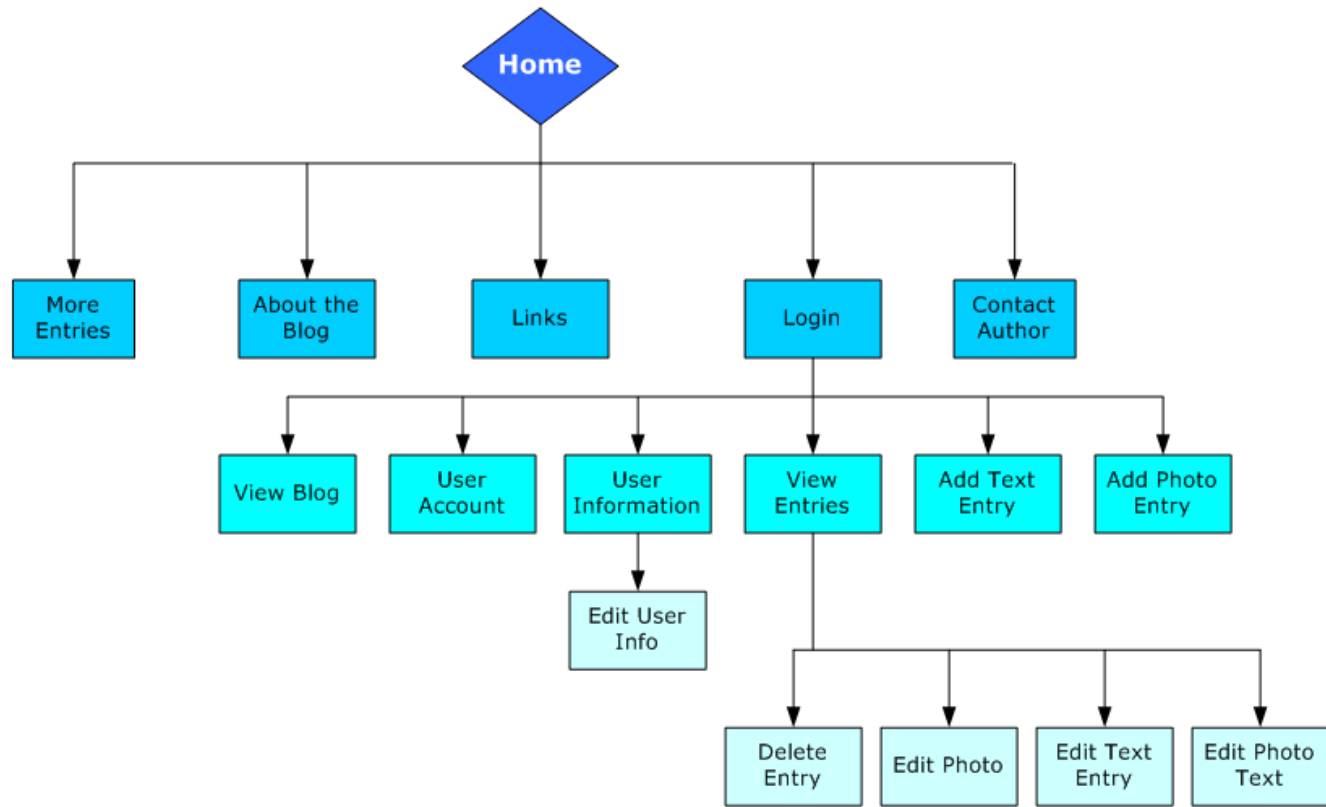 Home
More
Entries
About the
Blog
Links
Login
Contact
Author
View Blog
User
Account
User
Information
View
Entries
Add Text
Entry
Add Photo
Entry
Edit User
Info
Delete
Entry
Edit Photo
Edit Text
Entry
Edit Photo
Text